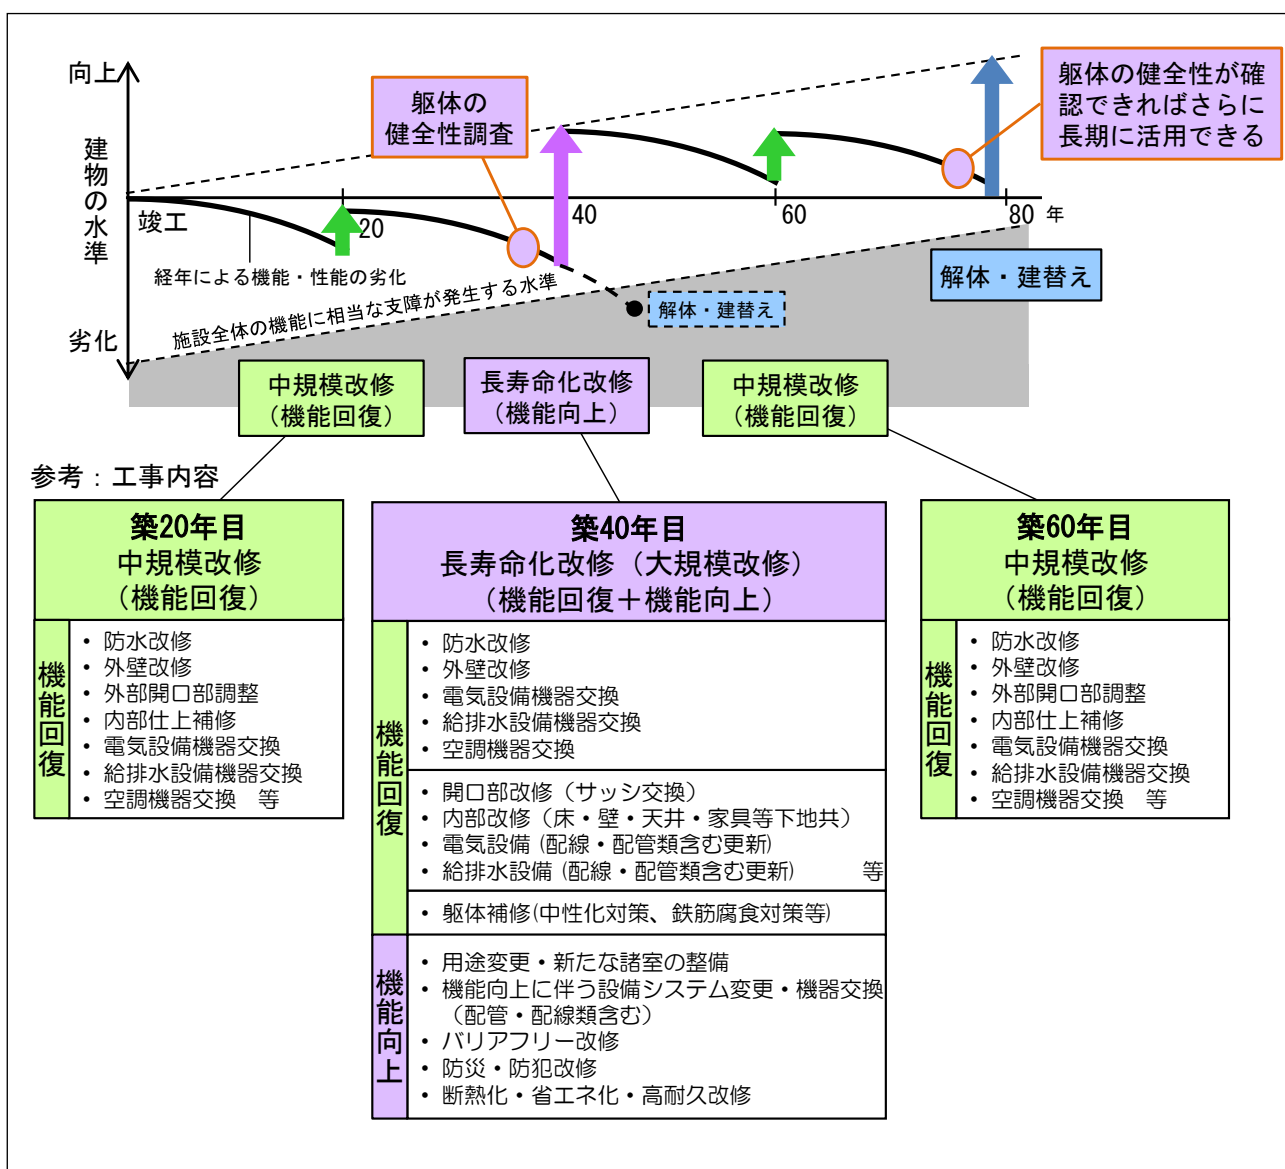 向上
建物の水準
劣化
躯体の
健全性調査
躯体の健全性が確
認できればさらに
長期に活用できる
竣工
20
40
60
80
年
経年による機能・性能の劣化
施設全体の機能に相当な支障が発生する水準
解体・建替え
解体・建替え
中規模改修
(機能回復)
長寿命化改修
(機能向上)
中規模改修
(機能回復)
参考：工事内容
築20年目
中規模改修
(機能回復)
機能回復
・ 防水改修
・ 外壁改修
・ 外部開口部調整
・ 内部仕上補修
・ 電気設備機器交換
・ 給排水設備機器交換
・ 空調機器交換　等
築40年目
長寿命化改修（大規模改修）
(機能回復＋機能向上)
機能回復
・ 防水改修
・ 外壁改修
・ 電気設備機器交換
・ 給排水設備機器交換
・ 空調機器交換
・ 開口部改修（サッシ交換）
・ 内部改修（床・壁・天井・家具等下地共）
・ 電気設備(配線・配管類含む更新)
・ 給排水設備(配線・配管類含む更新)　　等
・ 躯体補修(中性化対策、鉄筋腐食対策等)
機能向上
・ 用途変更・新たな諸室の整備
・ 機能向上に伴う設備システム変更・機器交換
（配管・配線類含む）
・ バリアフリー改修
・ 防災・防犯改修
・ 断熱化・省エネ化・高耐久改修
築60年目
中規模改修
(機能回復)
機能回復
・ 防水改修
・ 外壁改修
・ 外部開口部調整
・ 内部仕上補修
・ 電気設備機器交換
・ 給排水設備機器交換
・ 空調機器交換　等